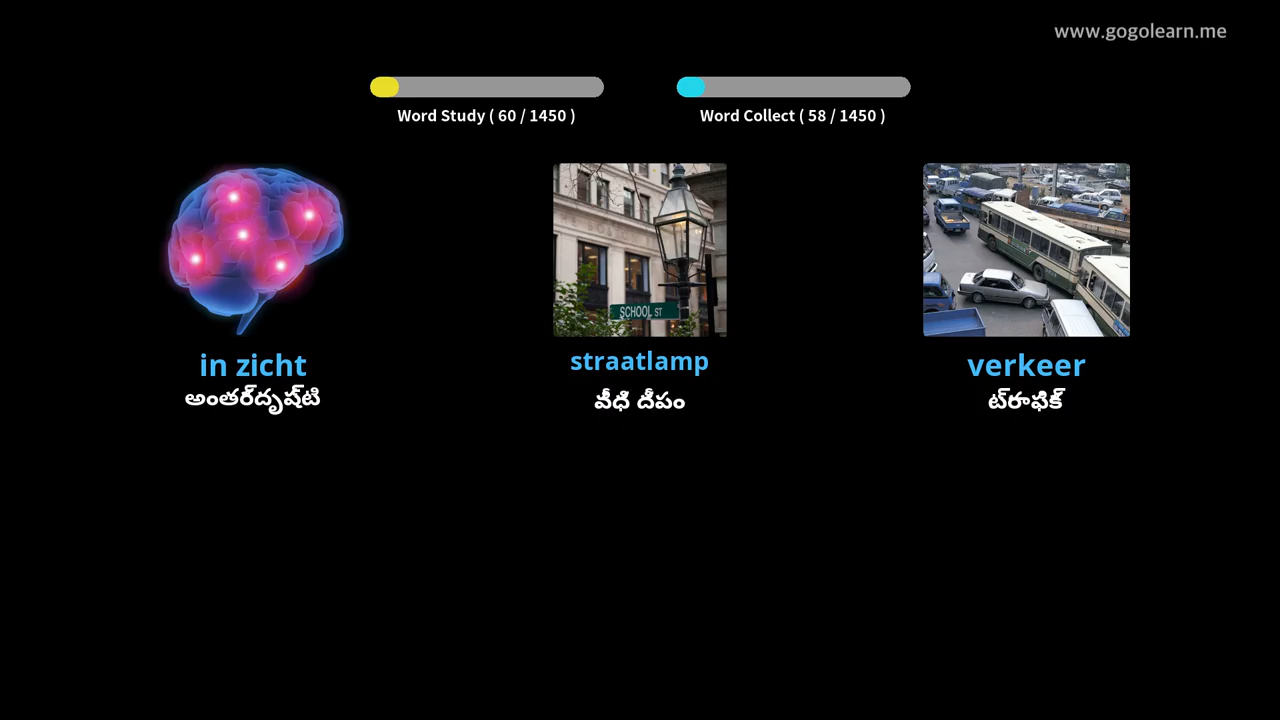 www.gogolearn.me
Word Study ( 60 / 1450 )
Word Collect ( 58 / 1450 )
SCHOOL ST
in zicht
straatlamp
verkeer
అంతర్‌దృష్‌టి
వీధి దీపం
ట్‌రాఫిక్